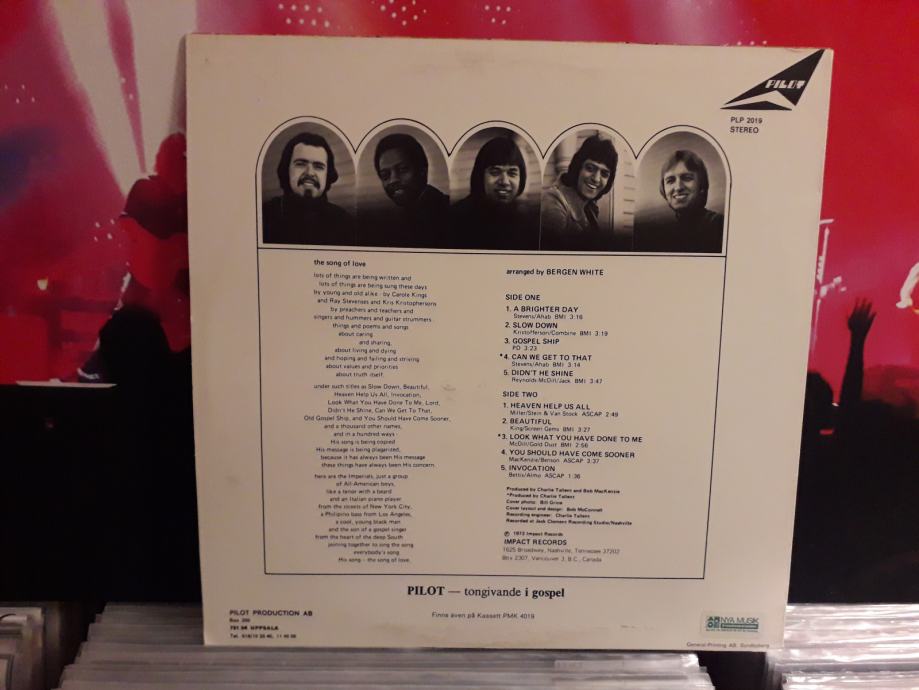 PILOT
PLP 2019
STEREO
the song of love
lots of things are being written and
lots of things are being sung these days
by young and old alike - by Carole Kings
and Ray Stevenses and Kris Kristophersons
by preachers and teachers and
singers and hummers and guitar strummers.
things and poems and songs
about caring
and sharing,
about living and dying
and hoping and failing and striving
about values and priorities
about truth itself.
under such titles as Slow Down, Beautiful,
Heaven Help Us All, Invocation,
Look What You Have Done To Me, Lord,
Didn't He Shine, Can We Get To That,
Old Gospel Ship, and You Should Have Come Sooner,
and a thousand other names,
and in a hundred ways -
His song is being copied
His message is being plagiarized,
because it has always been His message
these things have always been His concern.
here are the Imperials, just a group
of All-American boys,
like a tenor with a beard
and an Italian piano player
from the streets of New York City,
a Philipino bass from Los Angeles,
a cool, young black man
and the son of a gospel singer
from the heart of the deep South
joining together to sing the song
everybody's song
His song - the song of love.
arranged by BERGEN WHITE
SIDE ONE
1. A BRIGHTER DAY
Stevens/Ahab BMI 3:16
2. SLOW DOWN
Kristofferson/Combine BMI 3:19
3. GOSPEL SHIP
PD 3:23
*4. CAN WE GET TO THAT
Stevens/Ahab BMI 3:14
5. DIDN'T HE SHINE
Reynolds-McDill/Jack BMI 3:47
SIDE TWO
1. HEAVEN HELP US ALL
Miller/Stein & Van Stock ASCAP 2:49
2. BEAUTIFUL
King/Screen Gems BMI 3:27
*3. LOOK WHAT YOU HAVE DONE TO ME
McDill/Gold Dust BMI 2:56
4. YOU SHOULD HAVE COME SOONER
MacKenzie/Benson ASCAP 3:37
5. INVOCATION
Bettis/Almo ASCAP 1:36
Produced by Charlie Tallent and Bob MacKenzie
*Produced by Charlie Tallent
Cover photo: Bill Grine
Cover layout and design: Bob McConnell
Recording engineer: Charlie Tallent
Recorded at Jack Clement Recording Studio/Nashville
℗ 1973 Impact Records
IMPACT RECORDS
1625 Broadway, Nashville, Tennessee 37202
Box 2307, Vancouver 3, B.C., Canada
PILOT — tongivande i gospel
Finns även på Kassett PMK 4019
PILOT PRODUCTION AB
Box 200
751 04 UPPSALA
NYA MUSIK
General-Printing AB, Sundbyberg